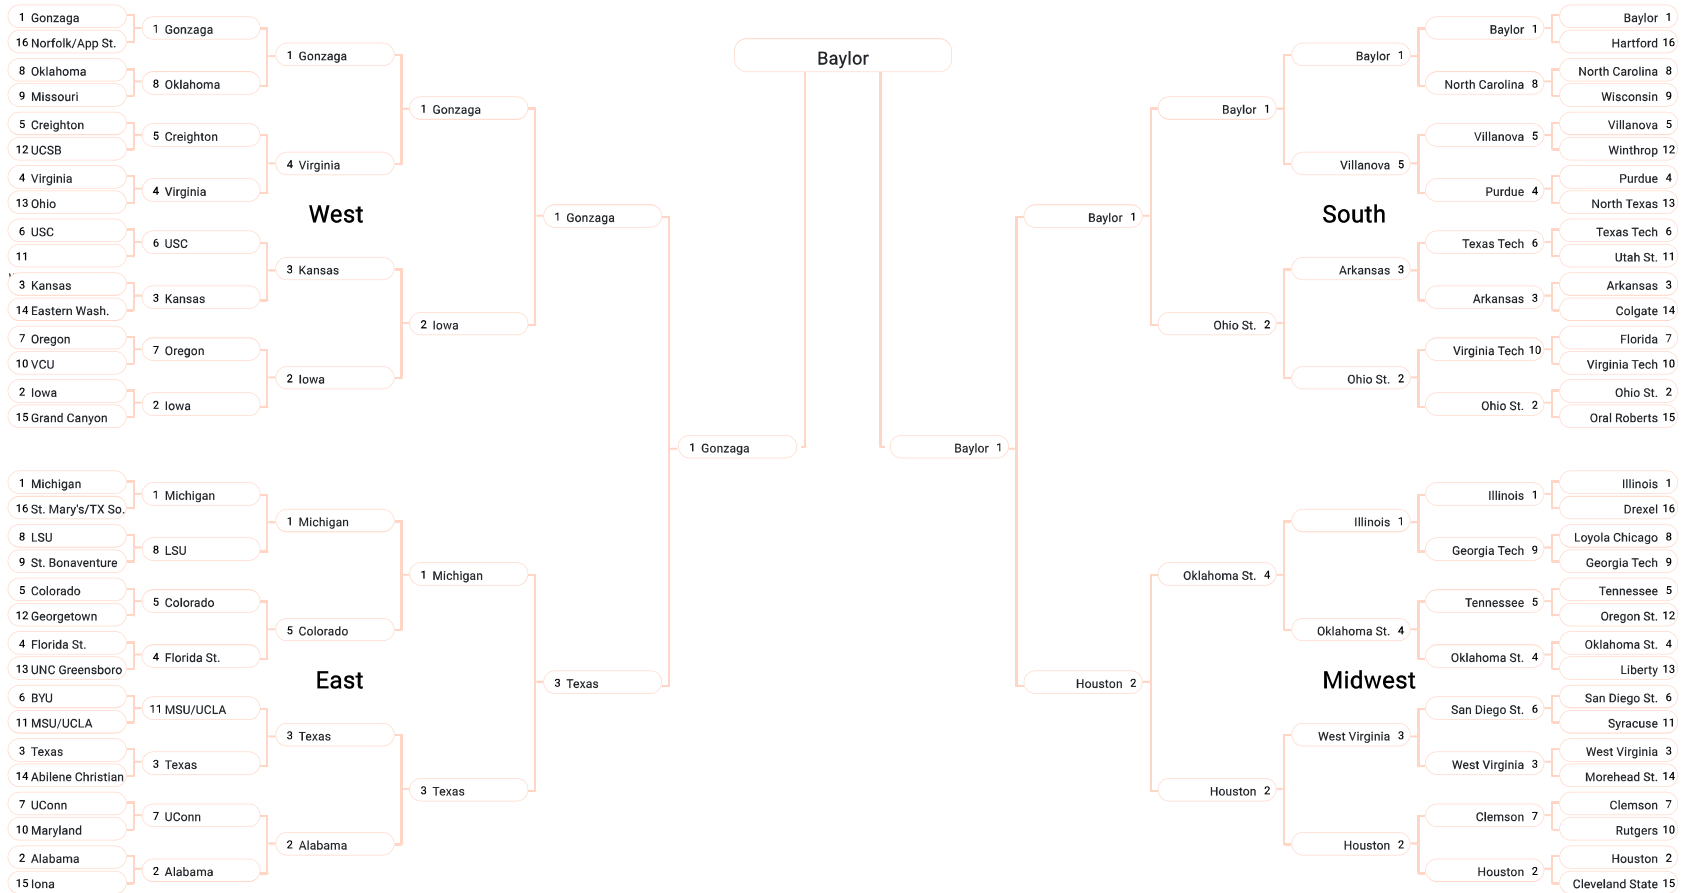 1 Gonzaga
16 Norfolk/App St.
8 Oklahoma
9 Missouri
5 Creighton
12 UCSB
4 Virginia
13 Ohio
6 USC
11
3 Kansas
14 Eastern Wash.
7 Oregon
10 VCU
2 Iowa
15 Grand Canyon
1 Gonzaga
8 Oklahoma
5 Creighton
4 Virginia
6 USC
3 Kansas
7 Oregon
2 Iowa
1 Gonzaga
4 Virginia
3 Kansas
2 Iowa
1 Gonzaga
2 Iowa
1 Gonzaga
West
1 Michigan
16 St. Mary's/TX So.
8 LSU
9 St. Bonaventure
5 Colorado
12 Georgetown
4 Florida St.
13 UNC Greensboro
6 BYU
11 MSU/UCLA
3 Texas
14 Abilene Christian
7 UConn
10 Maryland
2 Alabama
15 Iona
1 Michigan
8 LSU
5 Colorado
4 Florida St.
11 MSU/UCLA
3 Texas
7 UConn
2 Alabama
1 Michigan
5 Colorado
3 Texas
2 Alabama
1 Michigan
3 Texas
3 Texas
East
1 Gonzaga
Baylor
Baylor 1
Baylor 1
Houston 2
Baylor 1
Ohio St. 2
Baylor 1
Villanova 5
Arkansas 3
Ohio St. 2
South
Baylor 1
North Carolina 8
Villanova 5
Purdue 4
Texas Tech 6
Arkansas 3
Virginia Tech 10
Ohio St. 2
Baylor 1
Hartford 16
North Carolina 8
Wisconsin 9
Villanova 5
Winthrop 12
Purdue 4
North Texas 13
Texas Tech 6
Utah St. 11
Arkansas 3
Colgate 14
Florida 7
Virginia Tech 10
Ohio St. 2
Oral Roberts 15
Oklahoma St. 4
Houston 2
Illinois 1
Oklahoma St. 4
West Virginia 3
Houston 2
Midwest
Illinois 1
Georgia Tech 9
Tennessee 5
Oklahoma St. 4
San Diego St. 6
West Virginia 3
Clemson 7
Houston 2
Illinois 1
Drexel 16
Loyola Chicago 8
Georgia Tech 9
Tennessee 5
Oregon St. 12
Oklahoma St. 4
Liberty 13
San Diego St. 6
Syracuse 11
West Virginia 3
Morehead St. 14
Clemson 7
Rutgers 10
Houston 2
Cleveland State 15